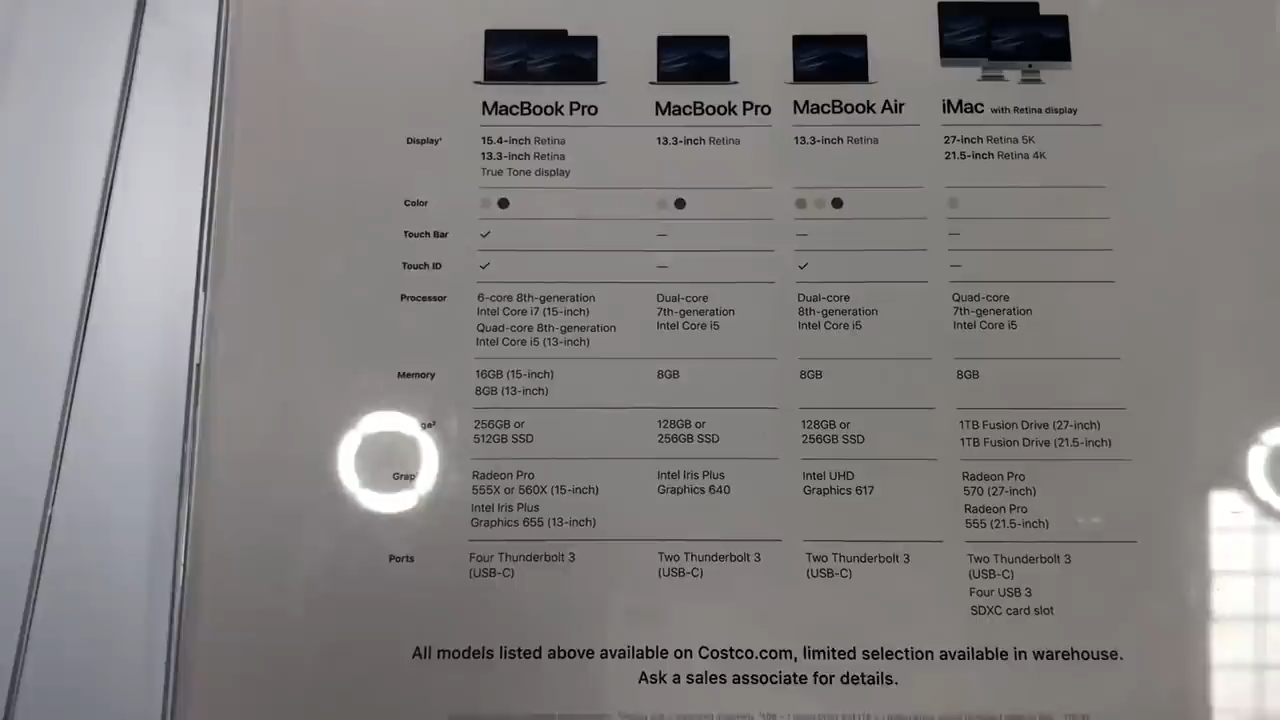 MacBook Pro MacBook Pro MacBook Air iMac with Retina display
Display¹ 15.4-inch Retina 13.3-inch Retina 13.3-inch Retina 27-inch Retina 5K
13.3-inch Retina 21.5-inch Retina 4K
True Tone display
Color
Touch Bar ✓ — — —
Touch ID ✓ — ✓ —
Processor 6-core 8th-generation Dual-core Dual-core Quad-core
Intel Core i7 (15-inch) 7th-generation 8th-generation 7th-generation
Quad-core 8th-generation Intel Core i5 Intel Core i5 Intel Core i5
Intel Core i5 (13-inch)
Memory 16GB (15-inch) 8GB 8GB 8GB
8GB (13-inch)
256GB or 128GB or 128GB or 1TB Fusion Drive (27-inch)
512GB SSD 256GB SSD 256GB SSD 1TB Fusion Drive (21.5-inch)
Radeon Pro Intel Iris Plus Intel UHD Radeon Pro
555X or 560X (15-inch) Graphics 640 Graphics 617 570 (27-inch)
Intel Iris Plus Radeon Pro
Graphics 655 (13-inch) 555 (21.5-inch)
Ports Four Thunderbolt 3 Two Thunderbolt 3 Two Thunderbolt 3 Two Thunderbolt 3
(USB-C) (USB-C) (USB-C) (USB-C)
Four USB 3
SDXC card slot
All models listed above available on Costco.com, limited selection available in warehouse.
Ask a sales associate for details.